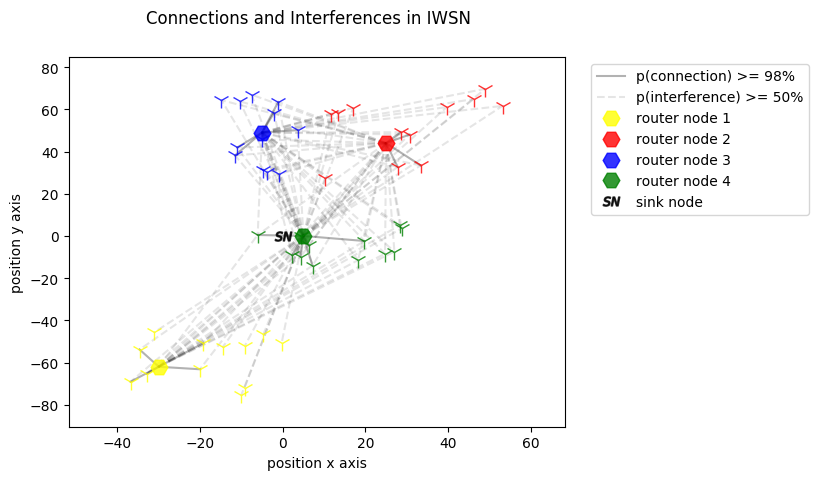 Connections and Interferences in IWSN
p(connection) >= 98%
p(interference) >= 50%
router node 1
router node 2
router node 3
router node 4
SN sink node
80
60
40
20
0
−20
−40
−60
−80
position y axis
SN
−40 −20 0 20 40 60
position x axis